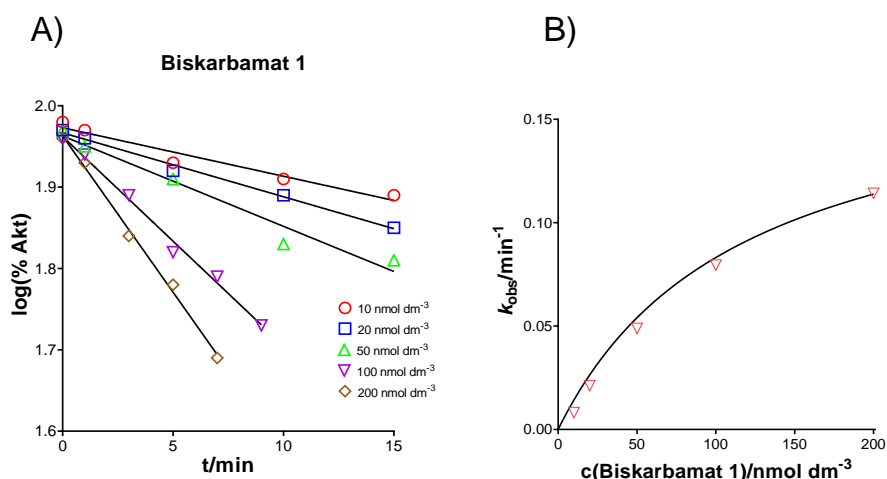 A)
Biskarbamat 1
2.0
1.9
1.8
1.7
1.6
log(% Akt)
0
5
10
15
t/min
10 nmol dm⁻³
20 nmol dm⁻³
50 nmol dm⁻³
100 nmol dm⁻³
200 nmol dm⁻³
B)
0.15
0.10
0.05
0.00
kobs/min⁻¹
0
50
100
150
200
c(Biskarbamat 1)/nmol dm⁻³